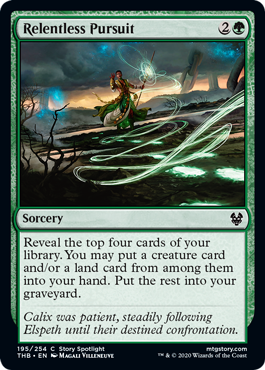 Relentless Pursuit 2
Sorcery
Reveal the top four cards of your
library. You may put a creature card
and/or a land card from among them
into your hand. Put the rest into your
graveyard.
Calix was patient, steadily following
Elspeth until their destined confrontation.
195/254 C Story Spotlight mtgstory.com
THB • EN MAGALI VILLENEUVE ™ & © 2020 Wizards of the Coast